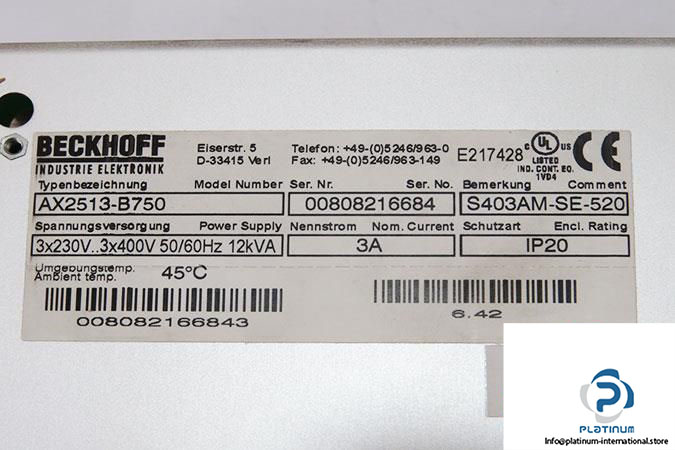 BECKHOFF
INDUSTRIE ELEKTRONIK
Eiserstr. 5
D-33415 Verl
Telefon: +49-(0)5246/963-0
Fax: +49-(0)5246/963-149
E217428
C UL US
LISTED
IND. CONT. EQ.
1VD4
CE
Typenbezeichnung Model Number Ser. Nr. Ser. No. Bemerkung Comment
AX2513-B750 00808216684 S403AM-SE-520
Spannungsversorgung Power Supply Nennstrom Nom. Current Schutzart Encl. Rating
3x230V..3x400V 50/60Hz 12kVA 3A IP20
Umgebungstemp.
Ambient temp. 45°C
008082166843
6.42
PLATINUM
info@platinum-international.store